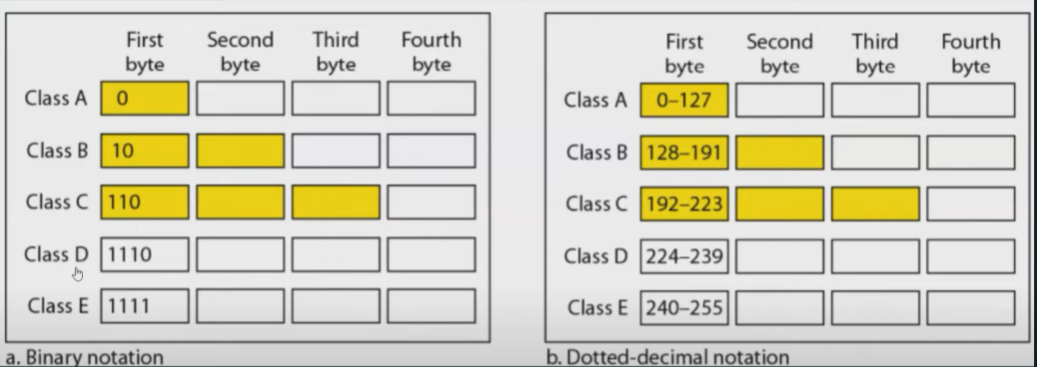 First Second Third Fourth
byte byte byte byte
Class A 0
Class B 10
Class C 110
Class D 1110
Class E 1111
a. Binary notation
First Second Third Fourth
byte byte byte byte
Class A 0–127
Class B 128–191
Class C 192–223
Class D 224–239
Class E 240–255
b. Dotted-decimal notation